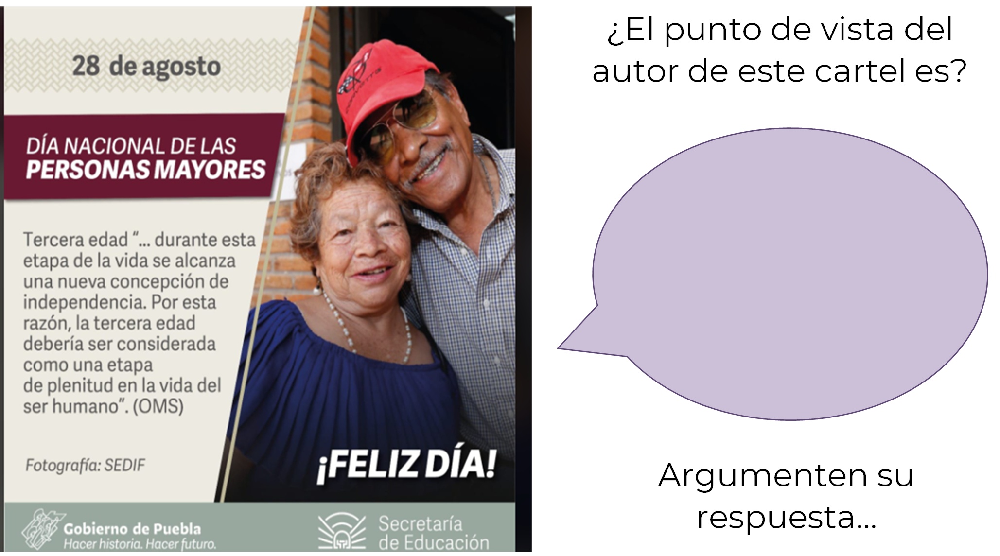 28 de agosto
DÍA NACIONAL DE LAS
PERSONAS MAYORES
Tercera edad “... durante esta
etapa de la vida se alcanza
una nueva concepción de
independencia. Por esta
razón, la tercera edad
debería ser considerada
como una etapa
de plenitud en la vida del
ser humano”. (OMS)
Fotografía: SEDIF
¡FELIZ DÍA!
Gobierno de Puebla
Hacer historia. Hacer futuro.
Secretaría
de Educación
¿El punto de vista del
autor de este cartel es?
Argumenten su
respuesta...